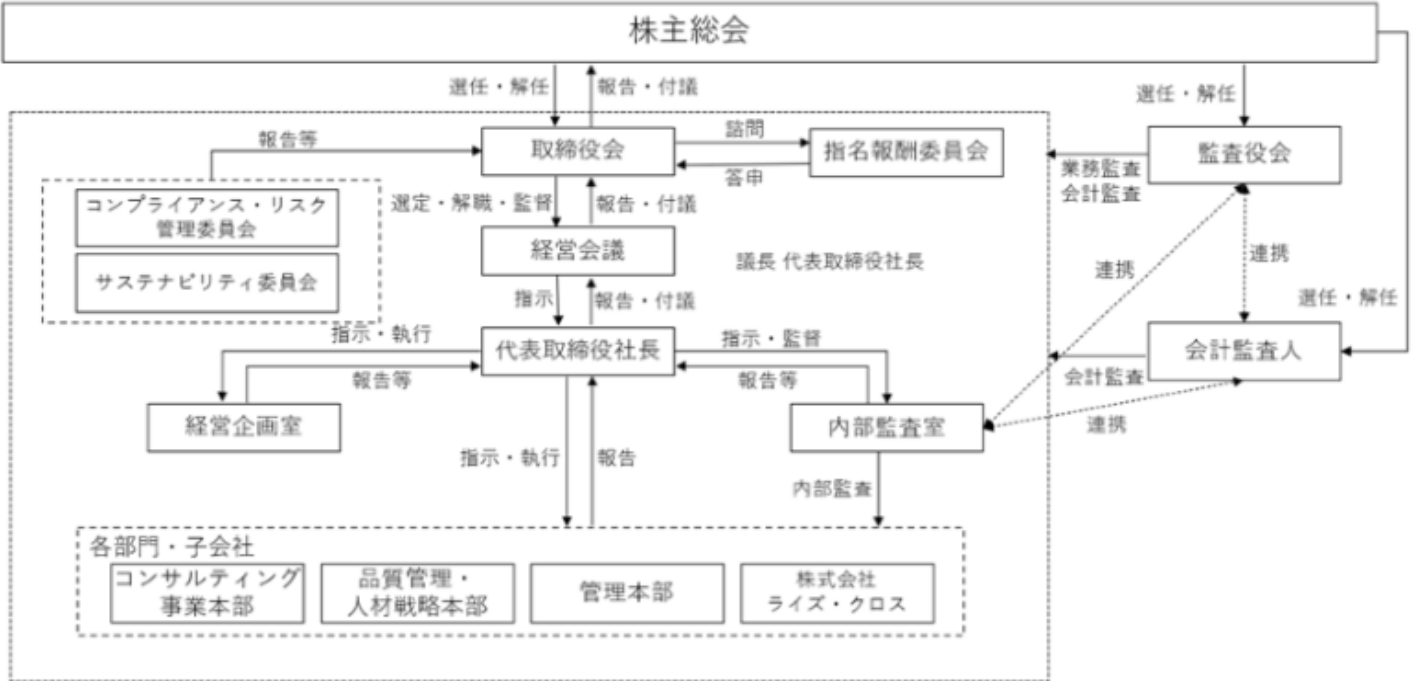 株主総会
選任・解任
報告・付議
選任・解任
報告等
取締役会
諮問
答申
指名報酬委員会
業務監査
会計監査
監査役会
コンプライアンス・リスク
管理委員会
サステナビリティ委員会
選定・解職・監督
報告・付議
経営会議
議長 代表取締役社長
連携
連携
選任・解任
指示
報告・付議
指示・執行
代表取締役社長
指示・監督
会計監査人
報告等
報告等
会計監査
経営企画室
内部監査室
連携
指示・執行
報告
内部監査
各部門・子会社
コンサルティング
事業本部
品質管理・
人材戦略本部
管理本部
株式会社
ライズ・クロス